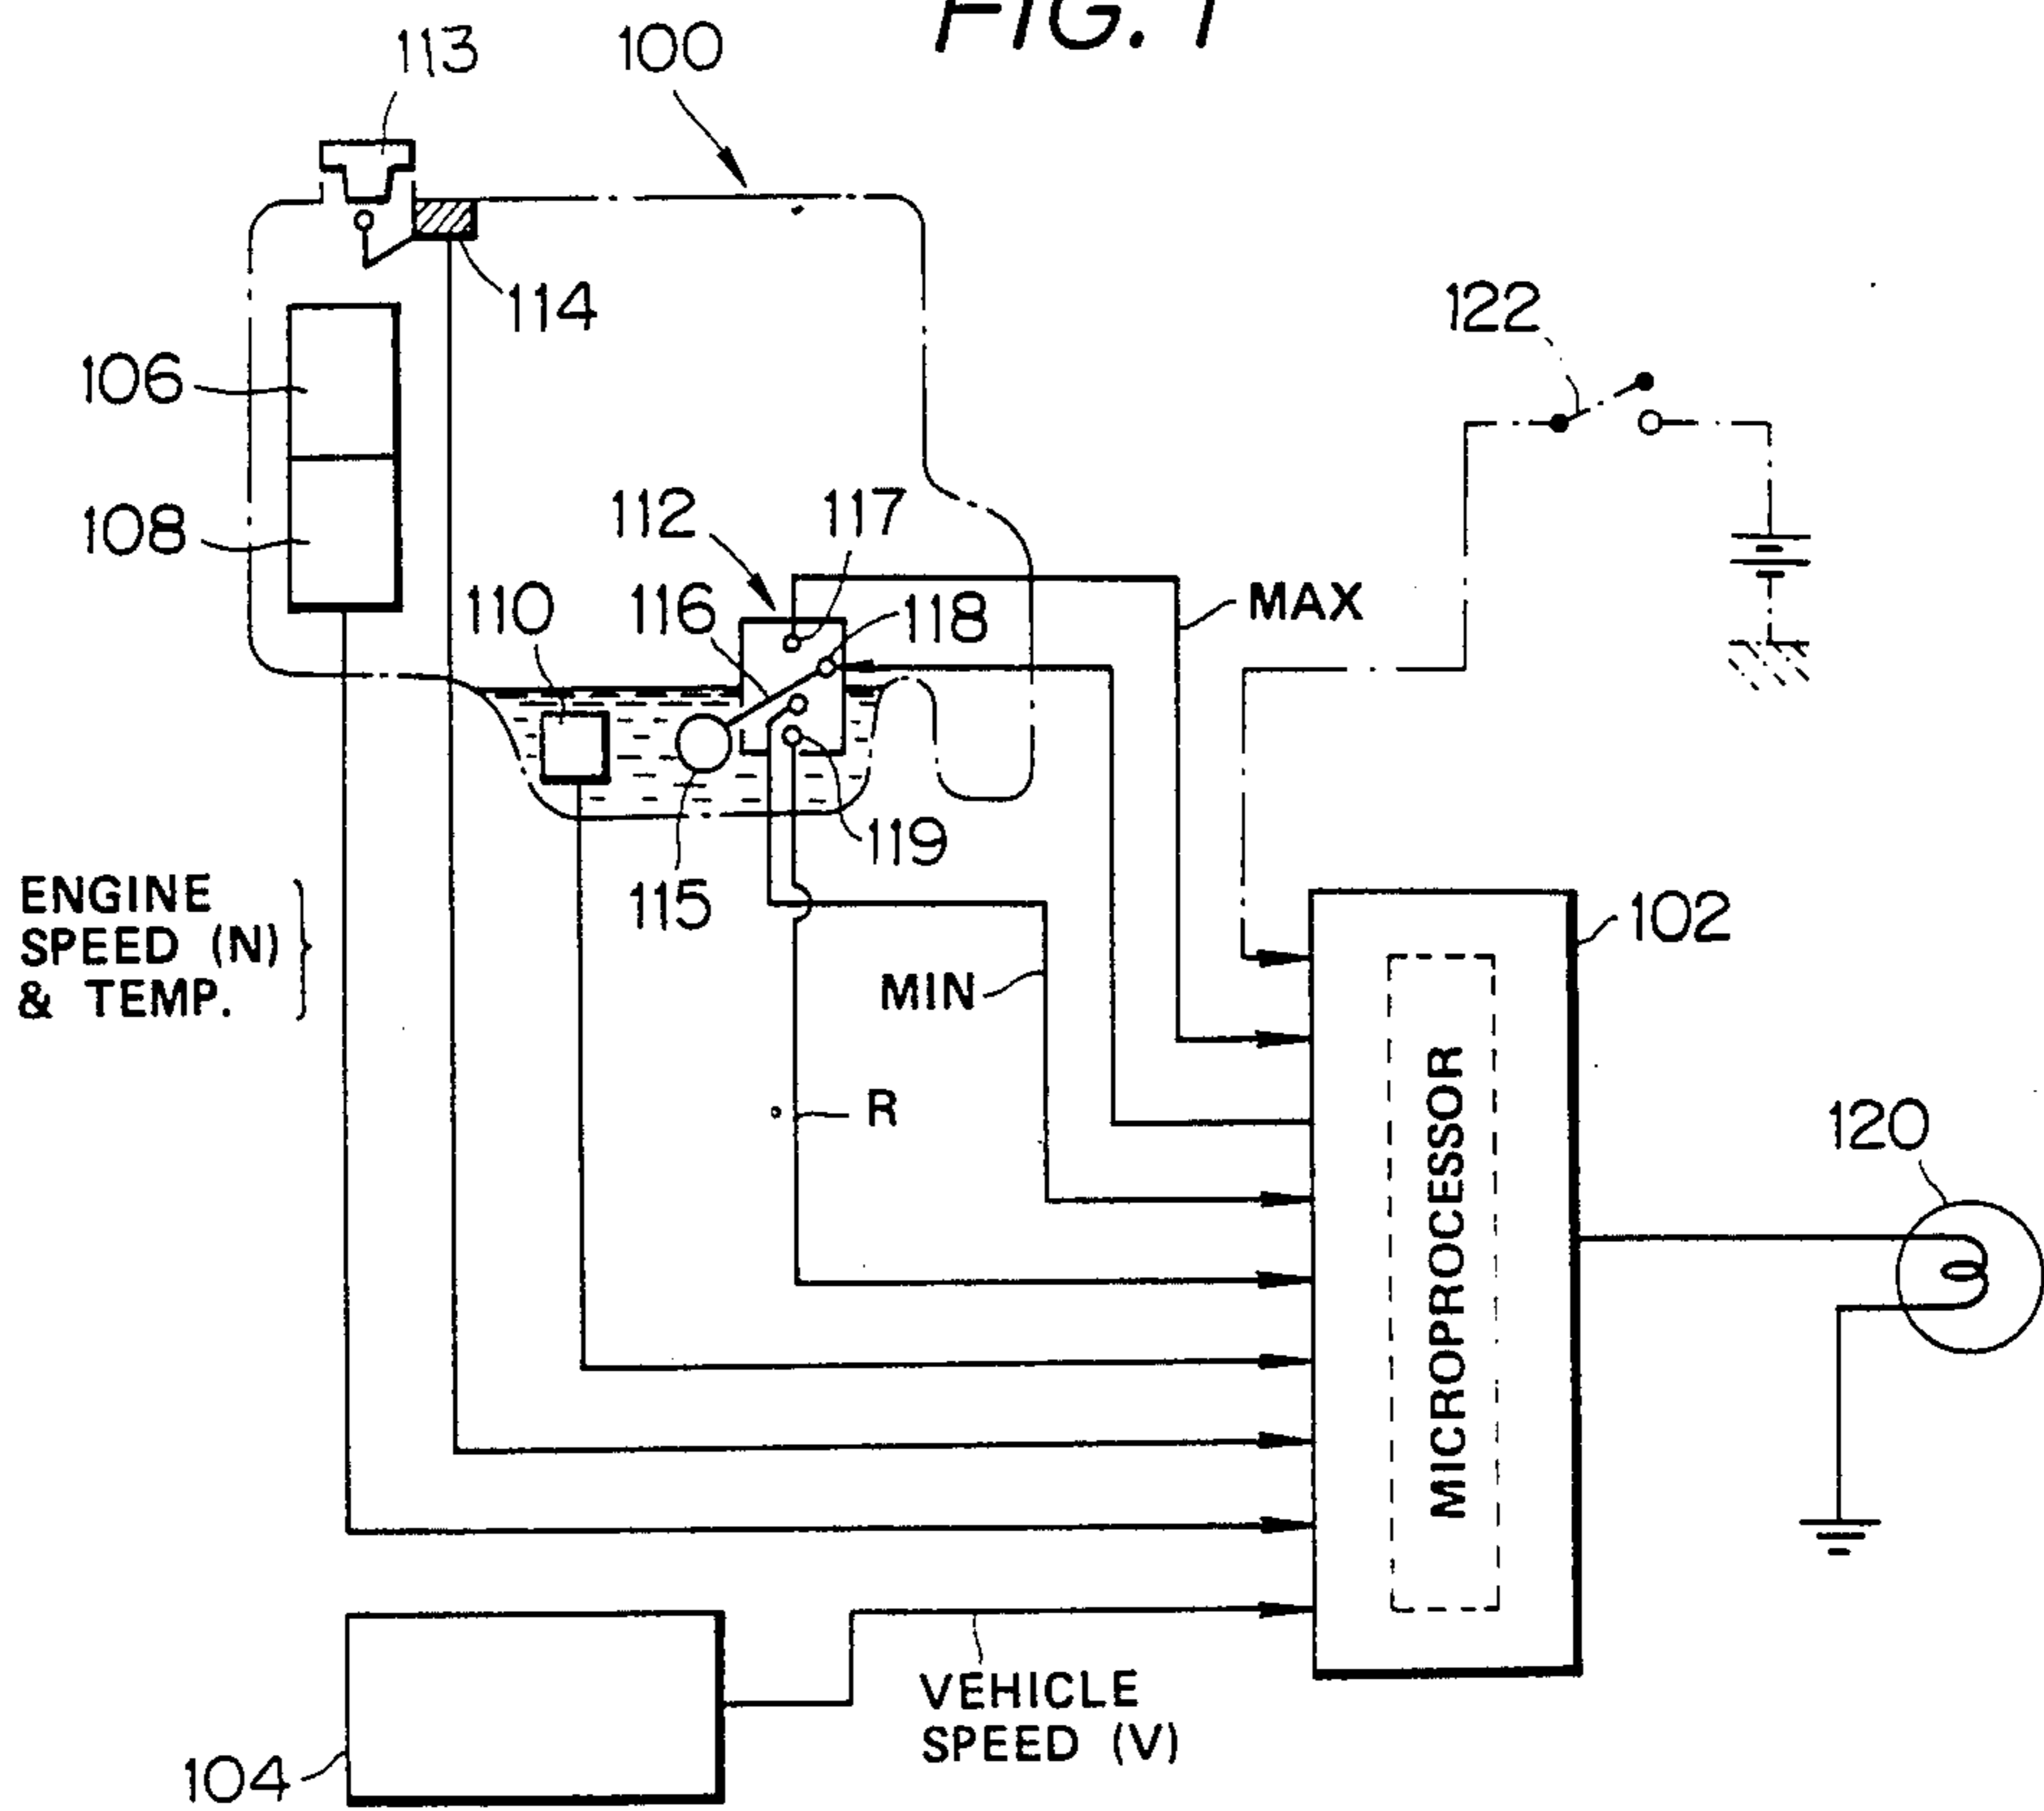 FIG. 1
113
100
114
122
106
108
112
117
110
116
118
MAX
119
115
ENGINE
SPEED (N)
& TEMP.
102
MIN
R
MICROPROCESSOR
120
VEHICLE
SPEED (V)
104